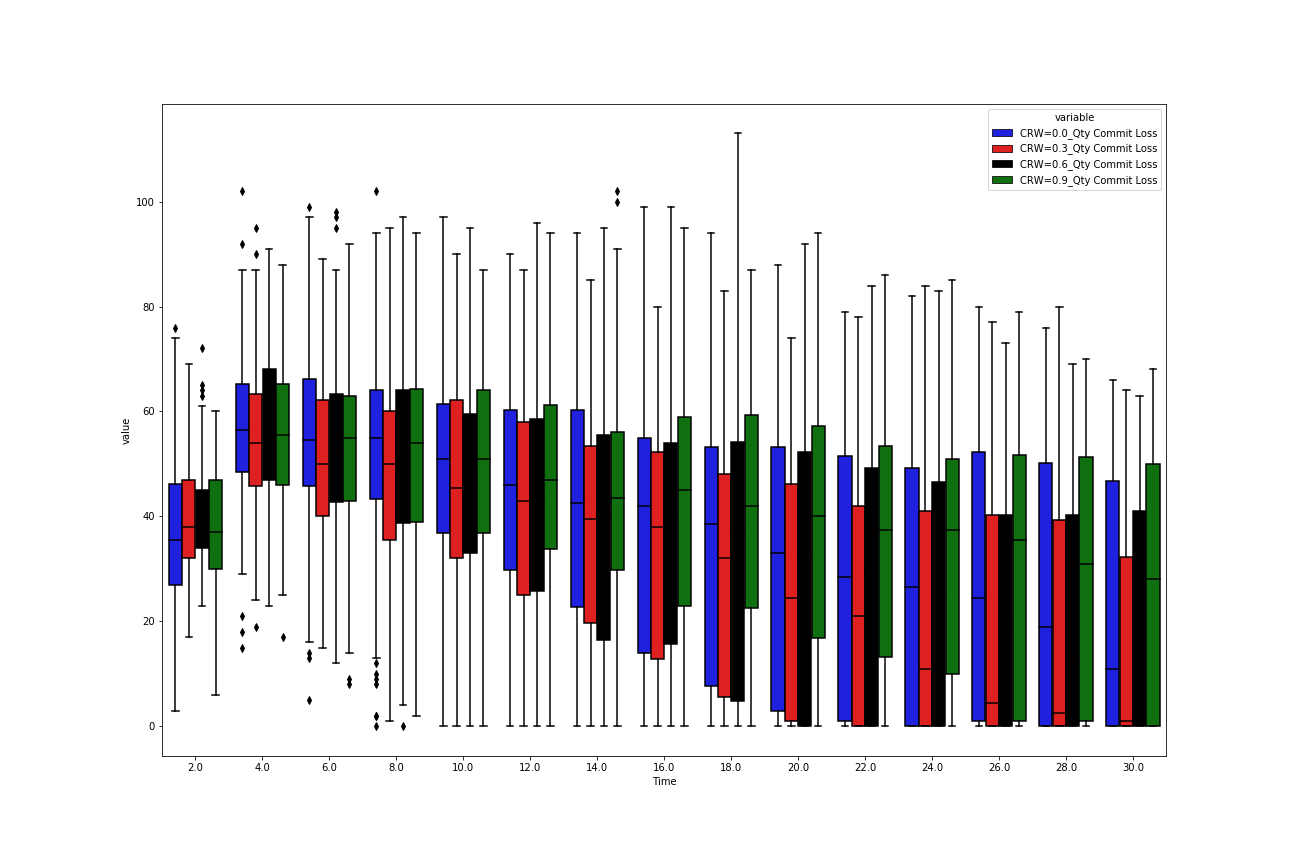 variable
CRW=0.0_Qty Commit Loss
CRW=0.3_Qty Commit Loss
CRW=0.6_Qty Commit Loss
CRW=0.9_Qty Commit Loss
100
80
60
40
20
0
value
2.0 4.0 6.0 8.0 10.0 12.0 14.0 16.0 18.0 20.0 22.0 24.0 26.0 28.0 30.0
Time